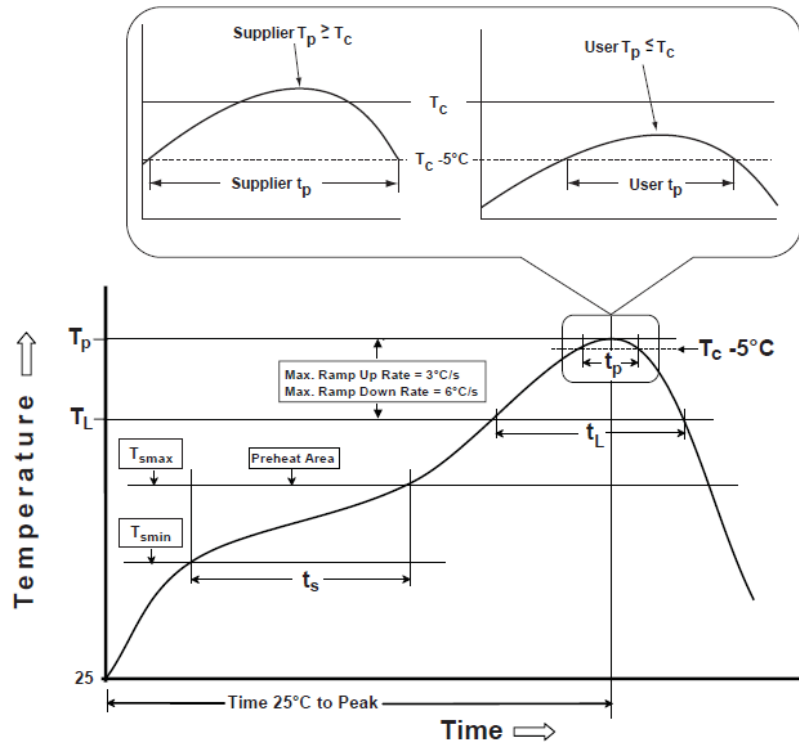 Supplier Tp ≥ Tc
User Tp ≤ Tc
Tc
Tc -5°C
Supplier tp
User tp
Tp
Tc -5°C
tp
Max. Ramp Up Rate = 3°C/s
Max. Ramp Down Rate = 6°C/s
TL
tL
Tsmax
Preheat Area
Tsmin
ts
Temperature
25
Time 25°C to Peak
Time